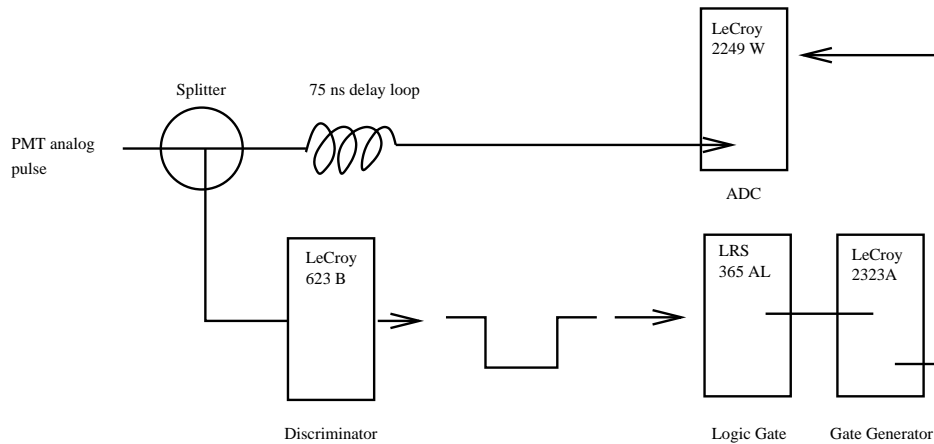 LeCroy
2249 W
Splitter
75 ns delay loop
PMT analog
pulse
ADC
LeCroy
623 B
LRS
365 AL
LeCroy
2323A
Discriminator
Logic Gate
Gate Generator